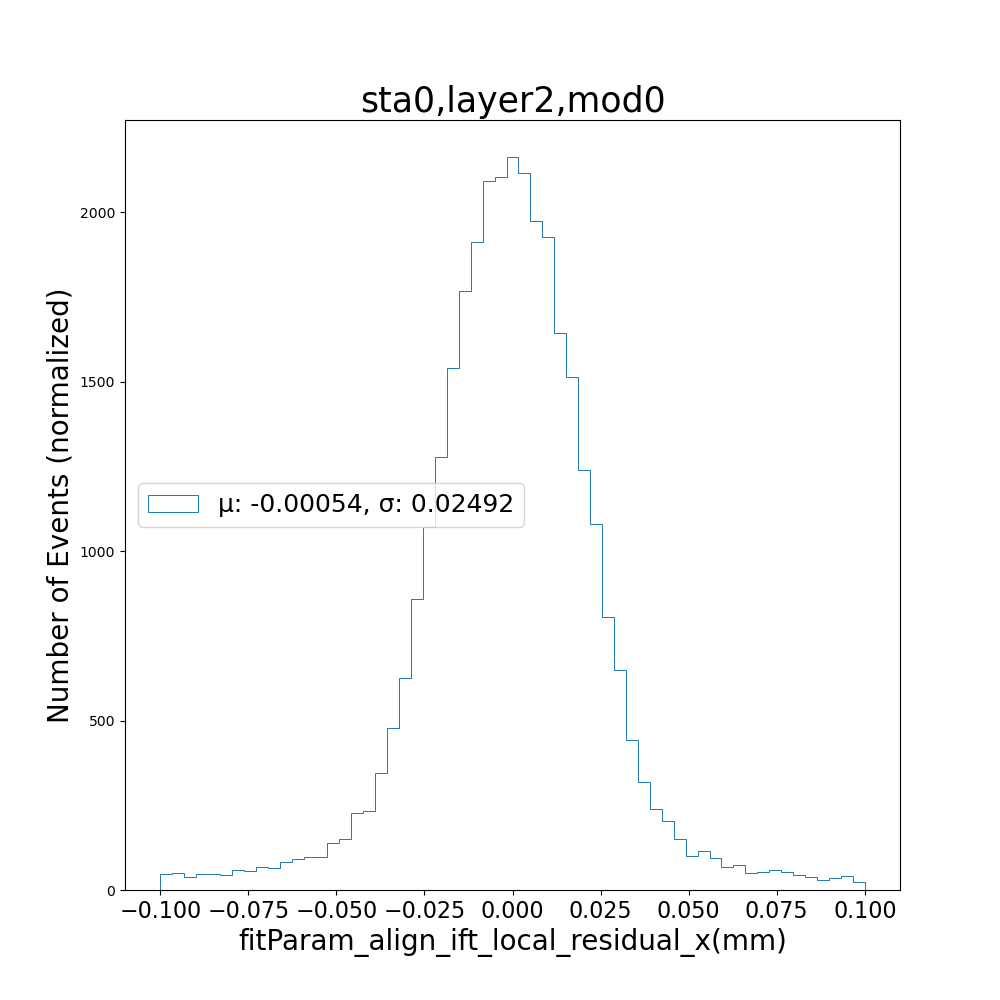 sta0,layer2,mod0
Number of Events (normalized)
2000
1500
1000
500
0
μ: -0.00054, σ: 0.02492
−0.100 −0.075 −0.050 −0.025 0.000 0.025 0.050 0.075 0.100
fitParam_align_ift_local_residual_x(mm)